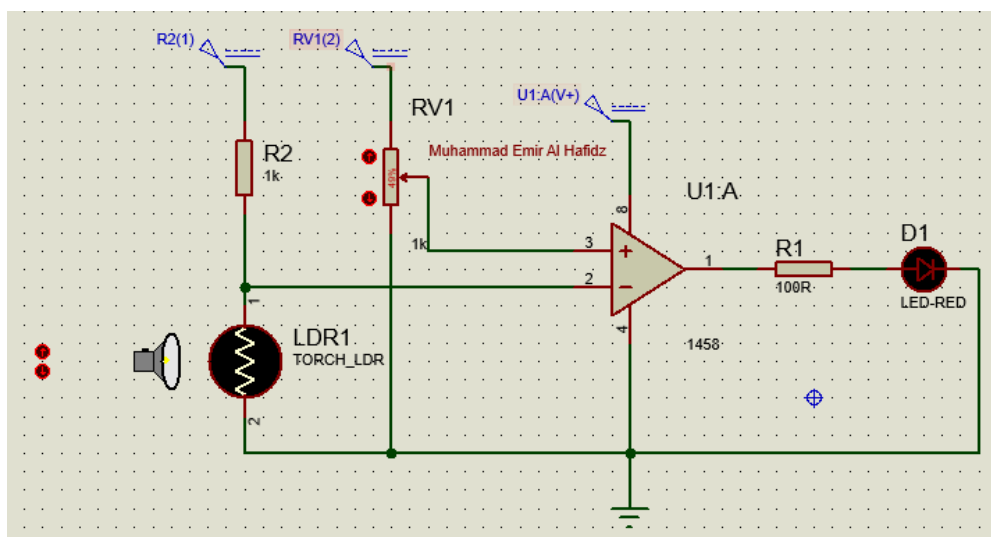 R2(1)
RV1(2)
U1:A(V+)
RV1
Muhammad Emir Al Hafidz
R2
1k
49%
U1:A
8
1k
3
+
2
−
1
4
1458
R1
100R
D1
LED-RED
1
LDR1
TORCH_LDR
2